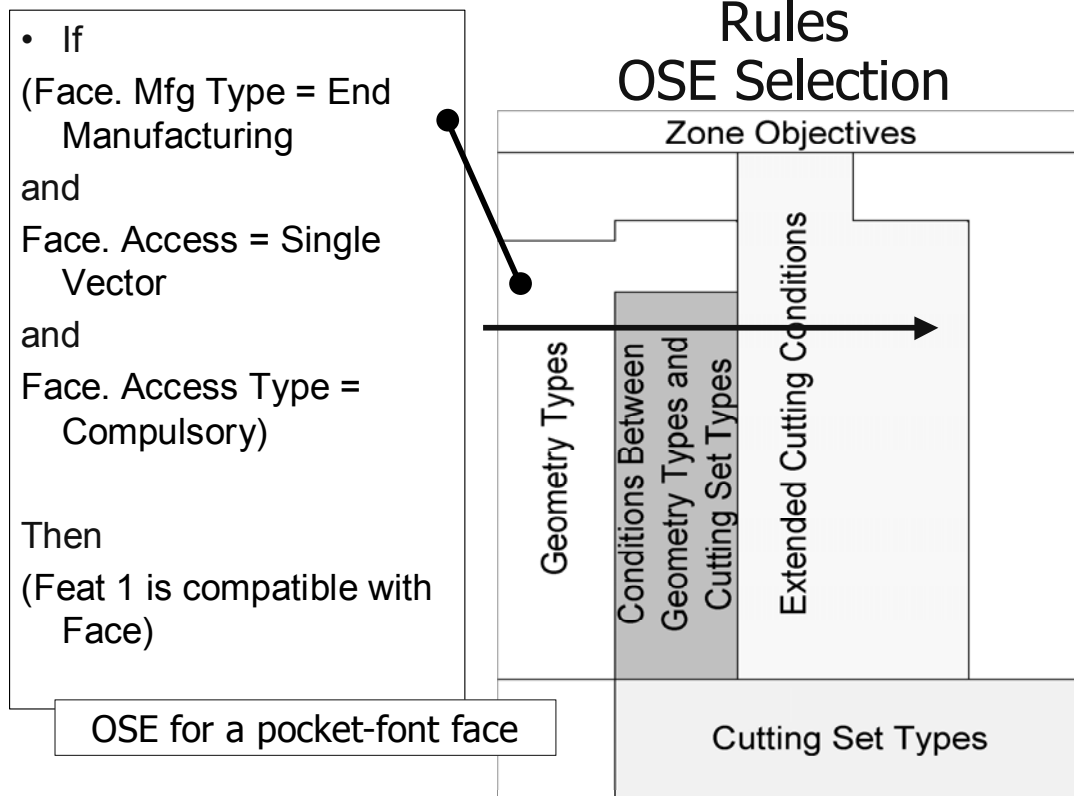 Rules
OSE Selection
• If
(Face. Mfg Type = End
Manufacturing
and
Face. Access = Single
Vector
and
Face. Access Type =
Compulsory)
Then
(Feat 1 is compatible with
Face)
OSE for a pocket-font face
Zone Objectives
Geometry Types
Conditions Between
Geometry Types and
Cutting Set Types
Extended Cutting Conditions
Cutting Set Types